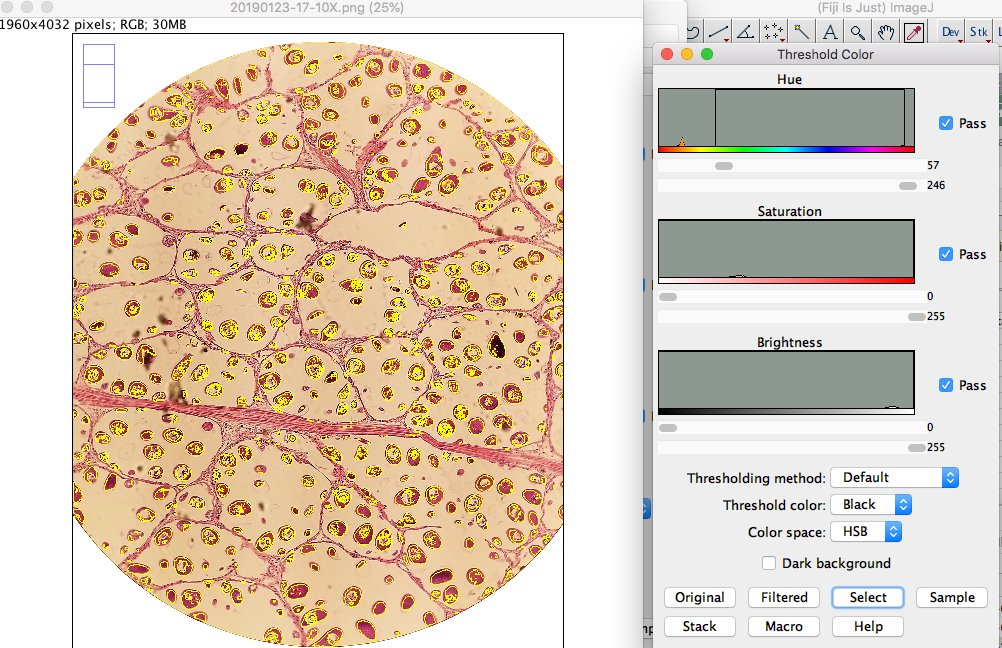 20190123-17-10X.png (25%)
(Fiji Is Just) ImageJ
1960x4032 pixels; RGB; 30MB
A
Dev
Stk
Threshold Color
Hue
Pass
57
246
Saturation
Pass
0
255
Brightness
Pass
0
255
Thresholding method:
Default
Threshold color:
Black
Color space:
HSB
Dark background
Original
Filtered
Select
Sample
Stack
Macro
Help